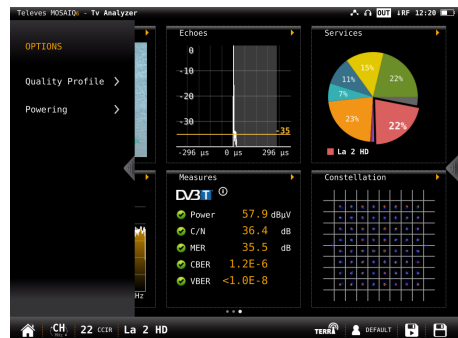 Televes MOSAIQ6 - Tv Analyzer
OUT
↓RF 12:20
OPTIONS
Quality Profile >
Powering >
Echoes
0
-10
-20
-30
-35
-296 µs 0 µs 296 µs
Services
15%
22%
11%
7%
23%
22%
La 2 HD
Hz
Measures
DVB T
Power 57.9 dBµV
C/N 36.4 dB
MER 35.5 dB
CBER 1.2E-6
VBER <1.0E-8
Constellation
CH
22 CCIR La 2 HD
TERR
DEFAULT